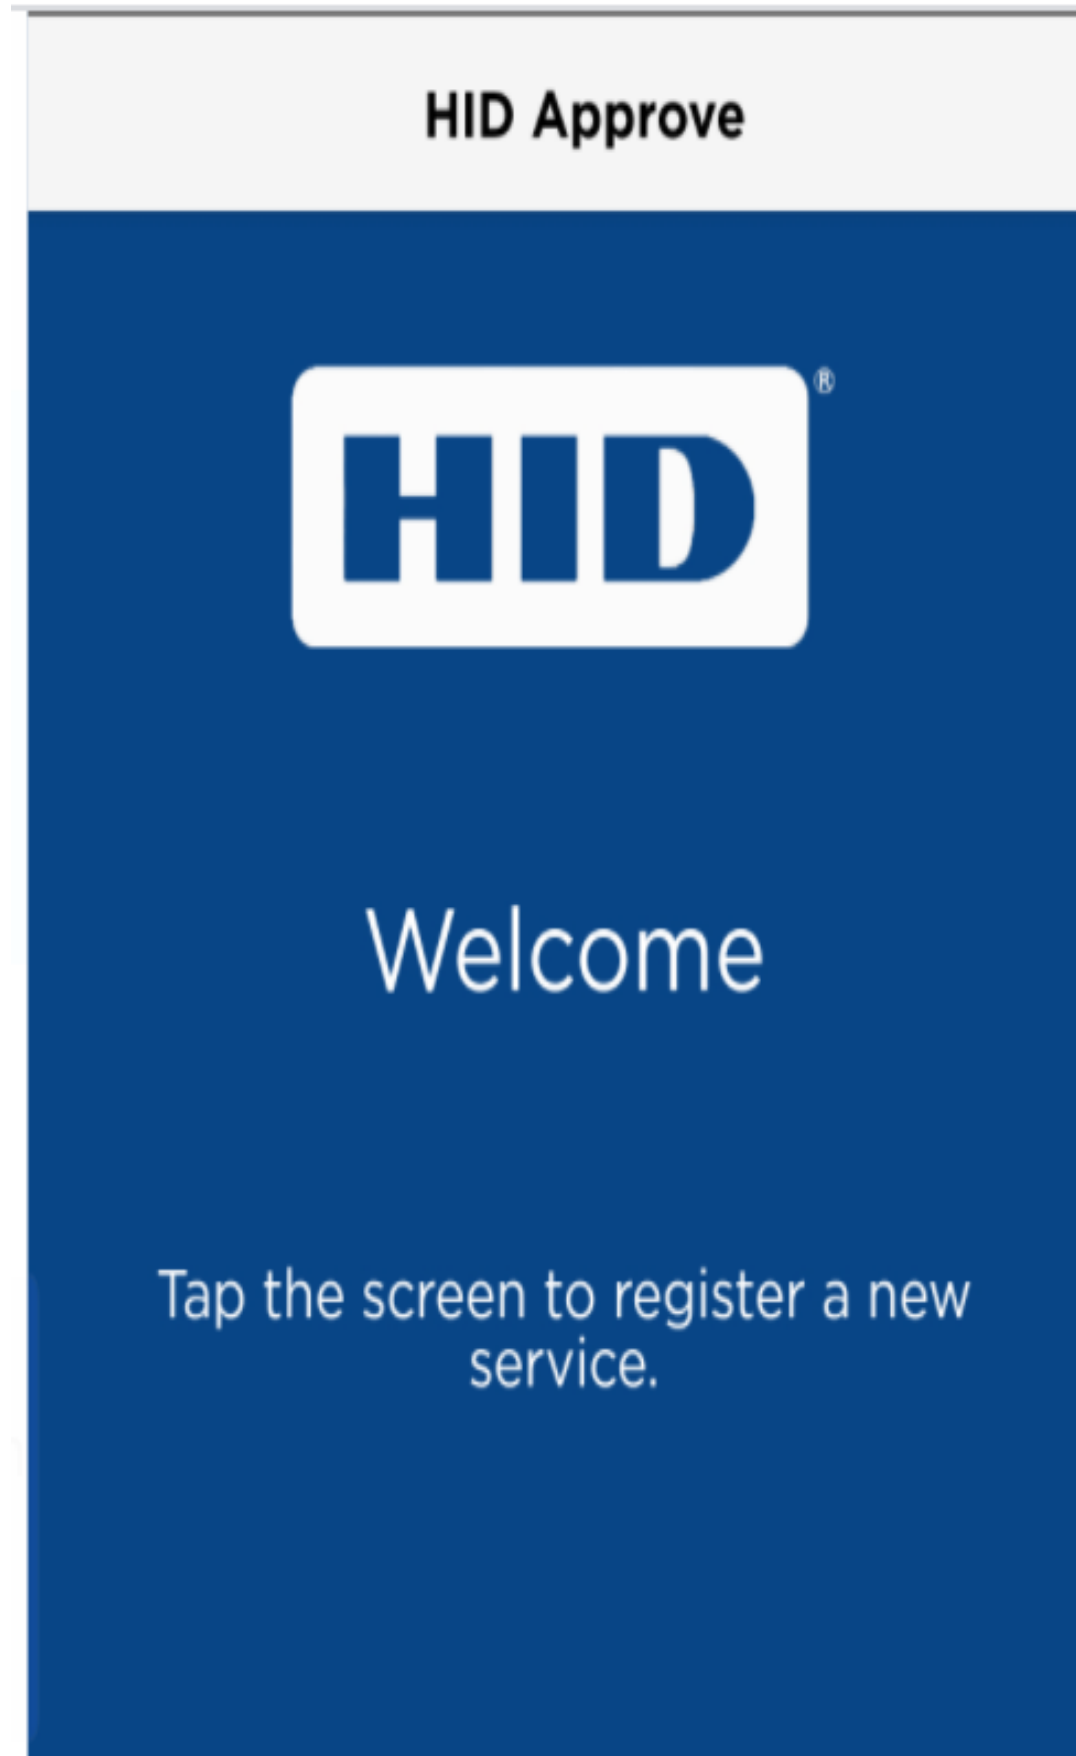 HID Approve
HID®
Welcome
Tap the screen to register a new
service.